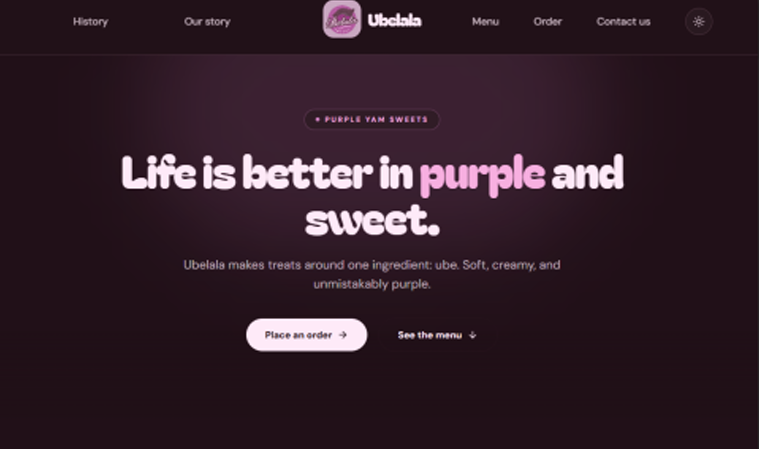 History
Our story
Ubelala
Menu
Order
Contact us
PURPLE YAM SWEETS
Life is better in purple and
sweet.
Ubelala makes treats around one ingredient: ube. Soft, creamy, and
unmistakably purple.
Place an order →
See the menu ↓